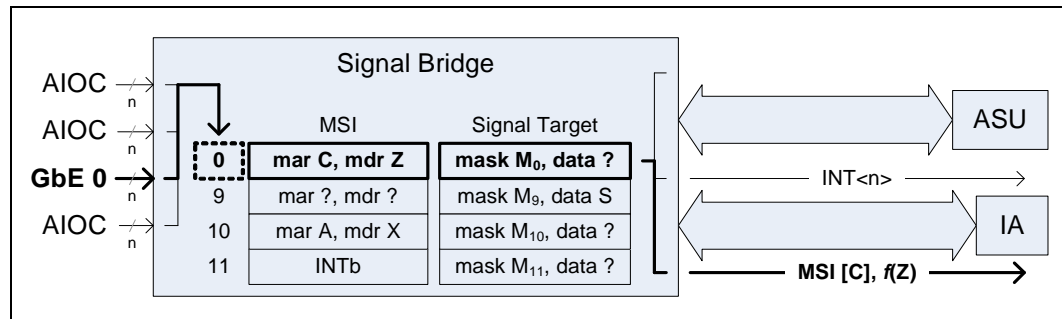 Signal Bridge
AIOC
n
AIOC
n
GbE 0
n
AIOC
n
MSI Signal Target
0 mar C, mdr Z mask M0, data ?
9 mar ?, mdr ? mask M9, data S
10 mar A, mdr X mask M10, data ?
11 INTb mask M11, data ?
ASU
INT<n>
IA
MSI [C], f(Z)